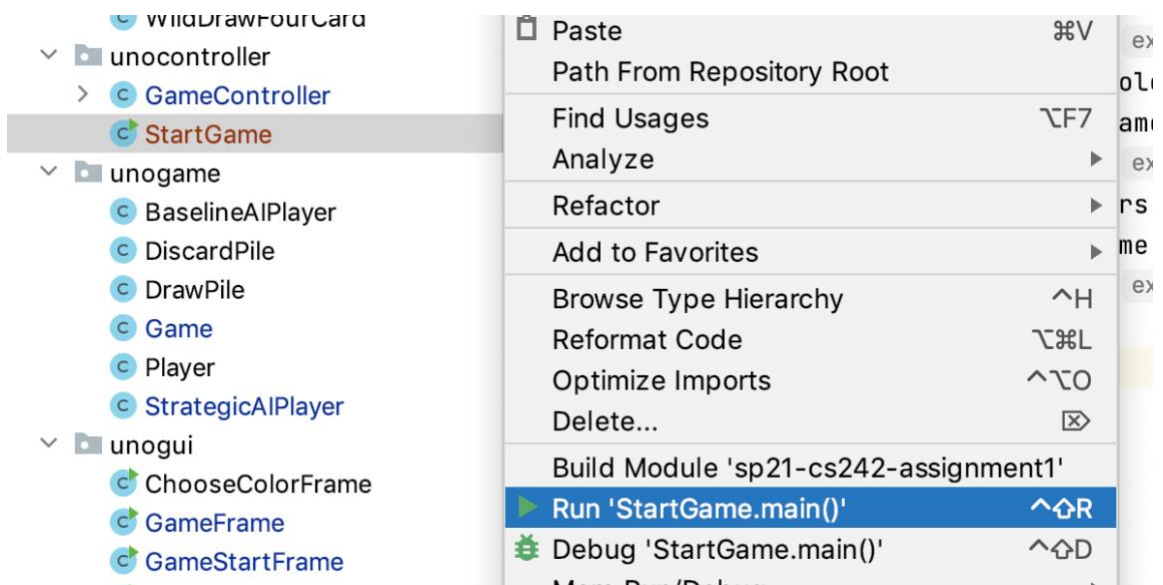 WildDrawFourCard
unocontroller
GameController
StartGame
unogame
BaselineAIPlayer
DiscardPile
DrawPile
Game
Player
StrategicAIPlayer
unogui
ChooseColorFrame
GameFrame
GameStartFrame
Paste ⌘V
Path From Repository Root
Find Usages ⌥F7
Analyze
Refactor
Add to Favorites
Browse Type Hierarchy ^H
Reformat Code ⌥⌘L
Optimize Imports ^⌥O
Delete... ⌦
Build Module 'sp21-cs242-assignment1'
Run 'StartGame.main()' ^⇧R
Debug 'StartGame.main()' ^⇧D